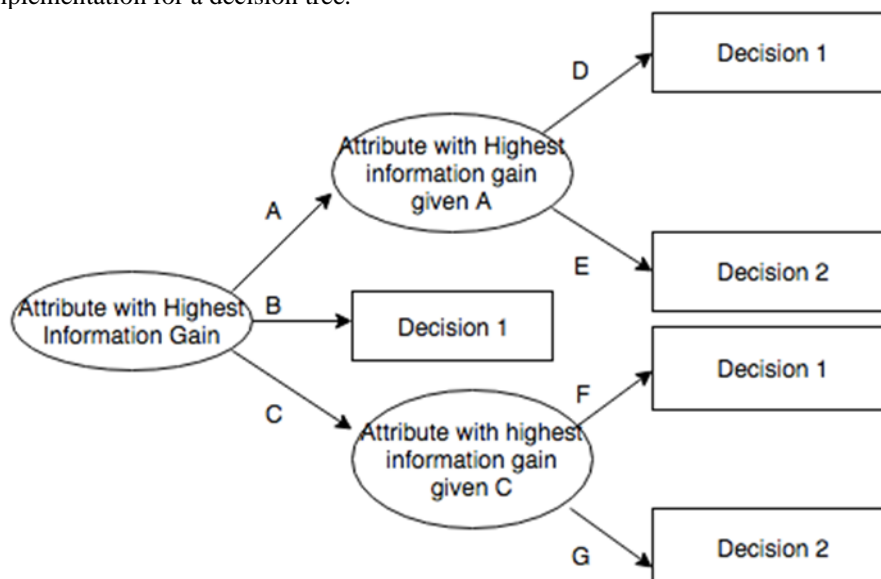 implementation for a decision tree.
Decision 1
D
Attribute with Highest
information gain
given A
A
E
Decision 2
Attribute with Highest
Information Gain
B
Decision 1
Decision 1
F
C
Attribute with highest
information gain
given C
G
Decision 2